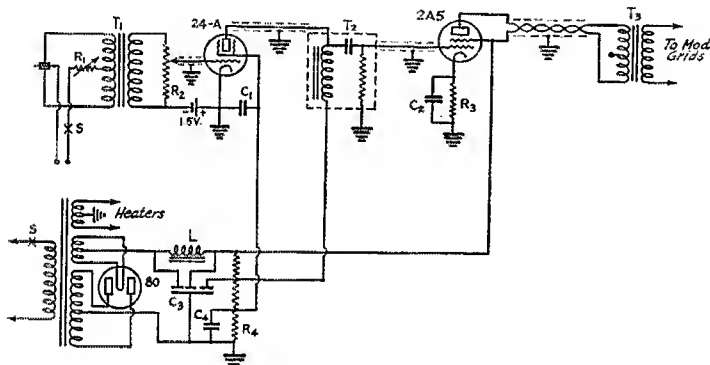 T1
24-A
T2
2A5
T3
R1
R2
C1
C2
R3
To Mod
Grids
S
1.5V.
- +
Heaters
S
L
80
C3
C4
R4